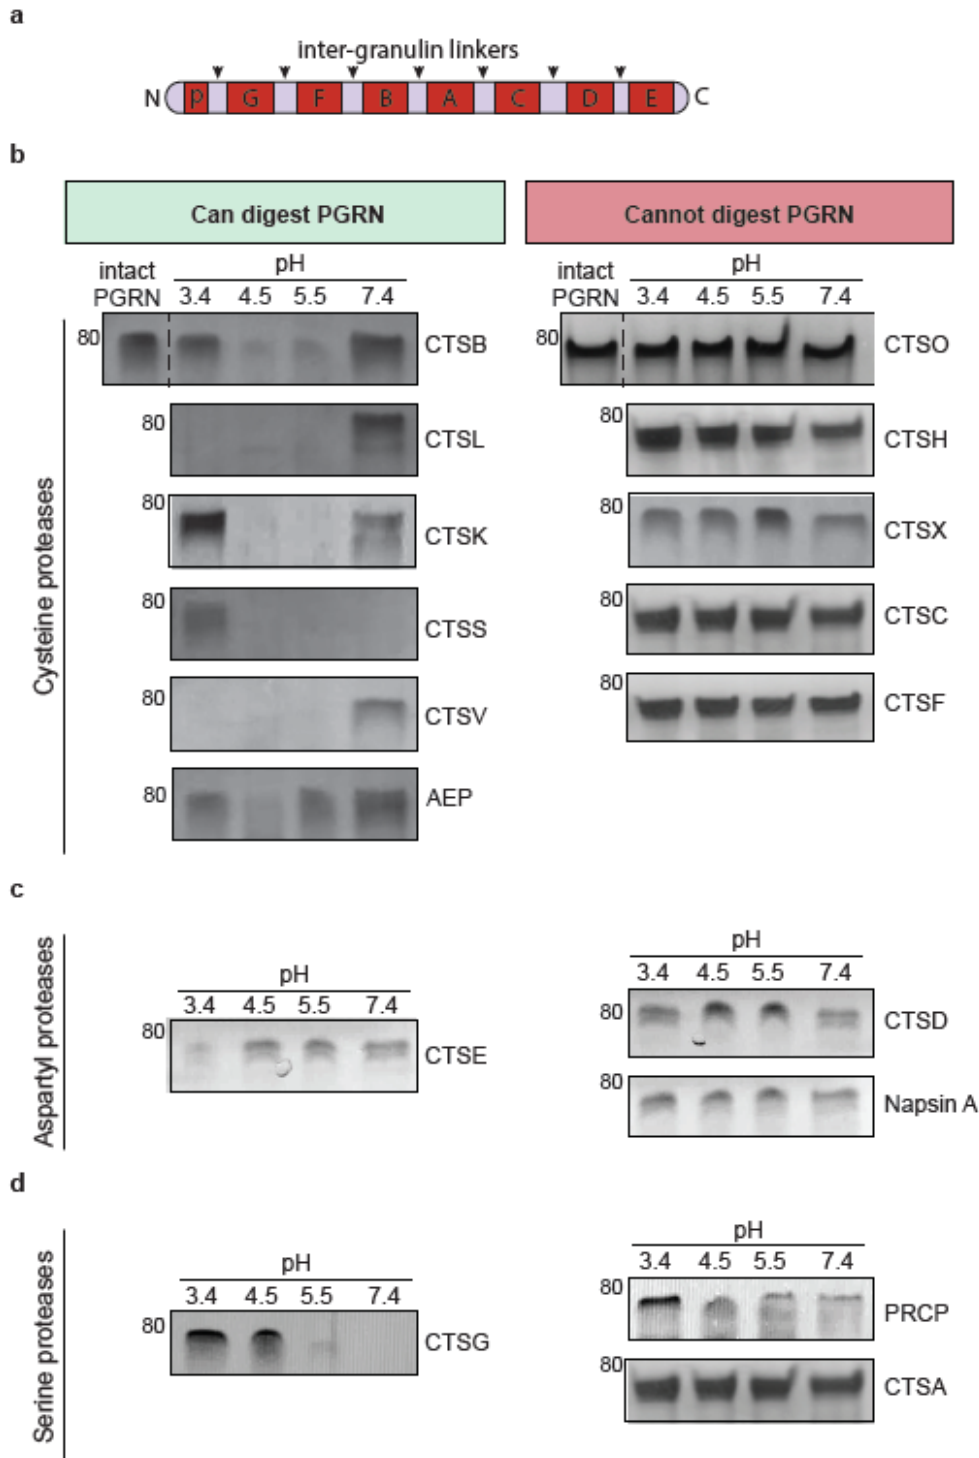 a
inter-granulin linkers
N p G F B A C D E C
b
Can digest PGRN
Cannot digest PGRN
intact PGRN
pH
3.4 4.5 5.5 7.4
intact PGRN
pH
3.4 4.5 5.5 7.4
Cysteine proteases
80 CTSB
80 CTSO
80 CTSL
80 CTSH
80 CTSK
80 CTSX
80 CTSS
80 CTSC
80 CTSV
80 CTSF
80 AEP
c
Aspartyl proteases
pH
3.4 4.5 5.5 7.4
80 CTSE
pH
3.4 4.5 5.5 7.4
80 CTSD
80 Napsin A
d
Serine proteases
pH
3.4 4.5 5.5 7.4
80 CTSG
pH
3.4 4.5 5.5 7.4
80 PRCP
80 CTSA